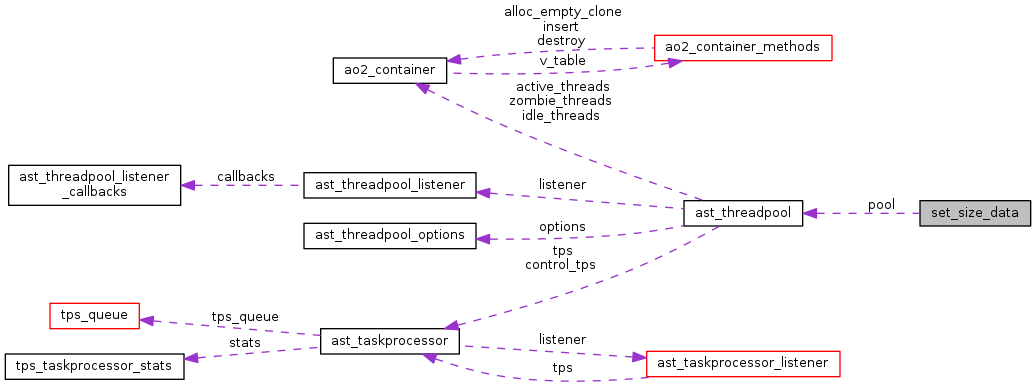 alloc_empty_clone
insert
destroy
ao2_container_methods
v_table
ao2_container
active_threads
zombie_threads
idle_threads
ast_threadpool_listener
_callbacks
callbacks
ast_threadpool_listener
listener
ast_threadpool
pool
set_size_data
ast_threadpool_options
options
tps
control_tps
tps_queue
tps_queue
ast_taskprocessor
stats
tps_taskprocessor_stats
listener
ast_taskprocessor_listener
tps